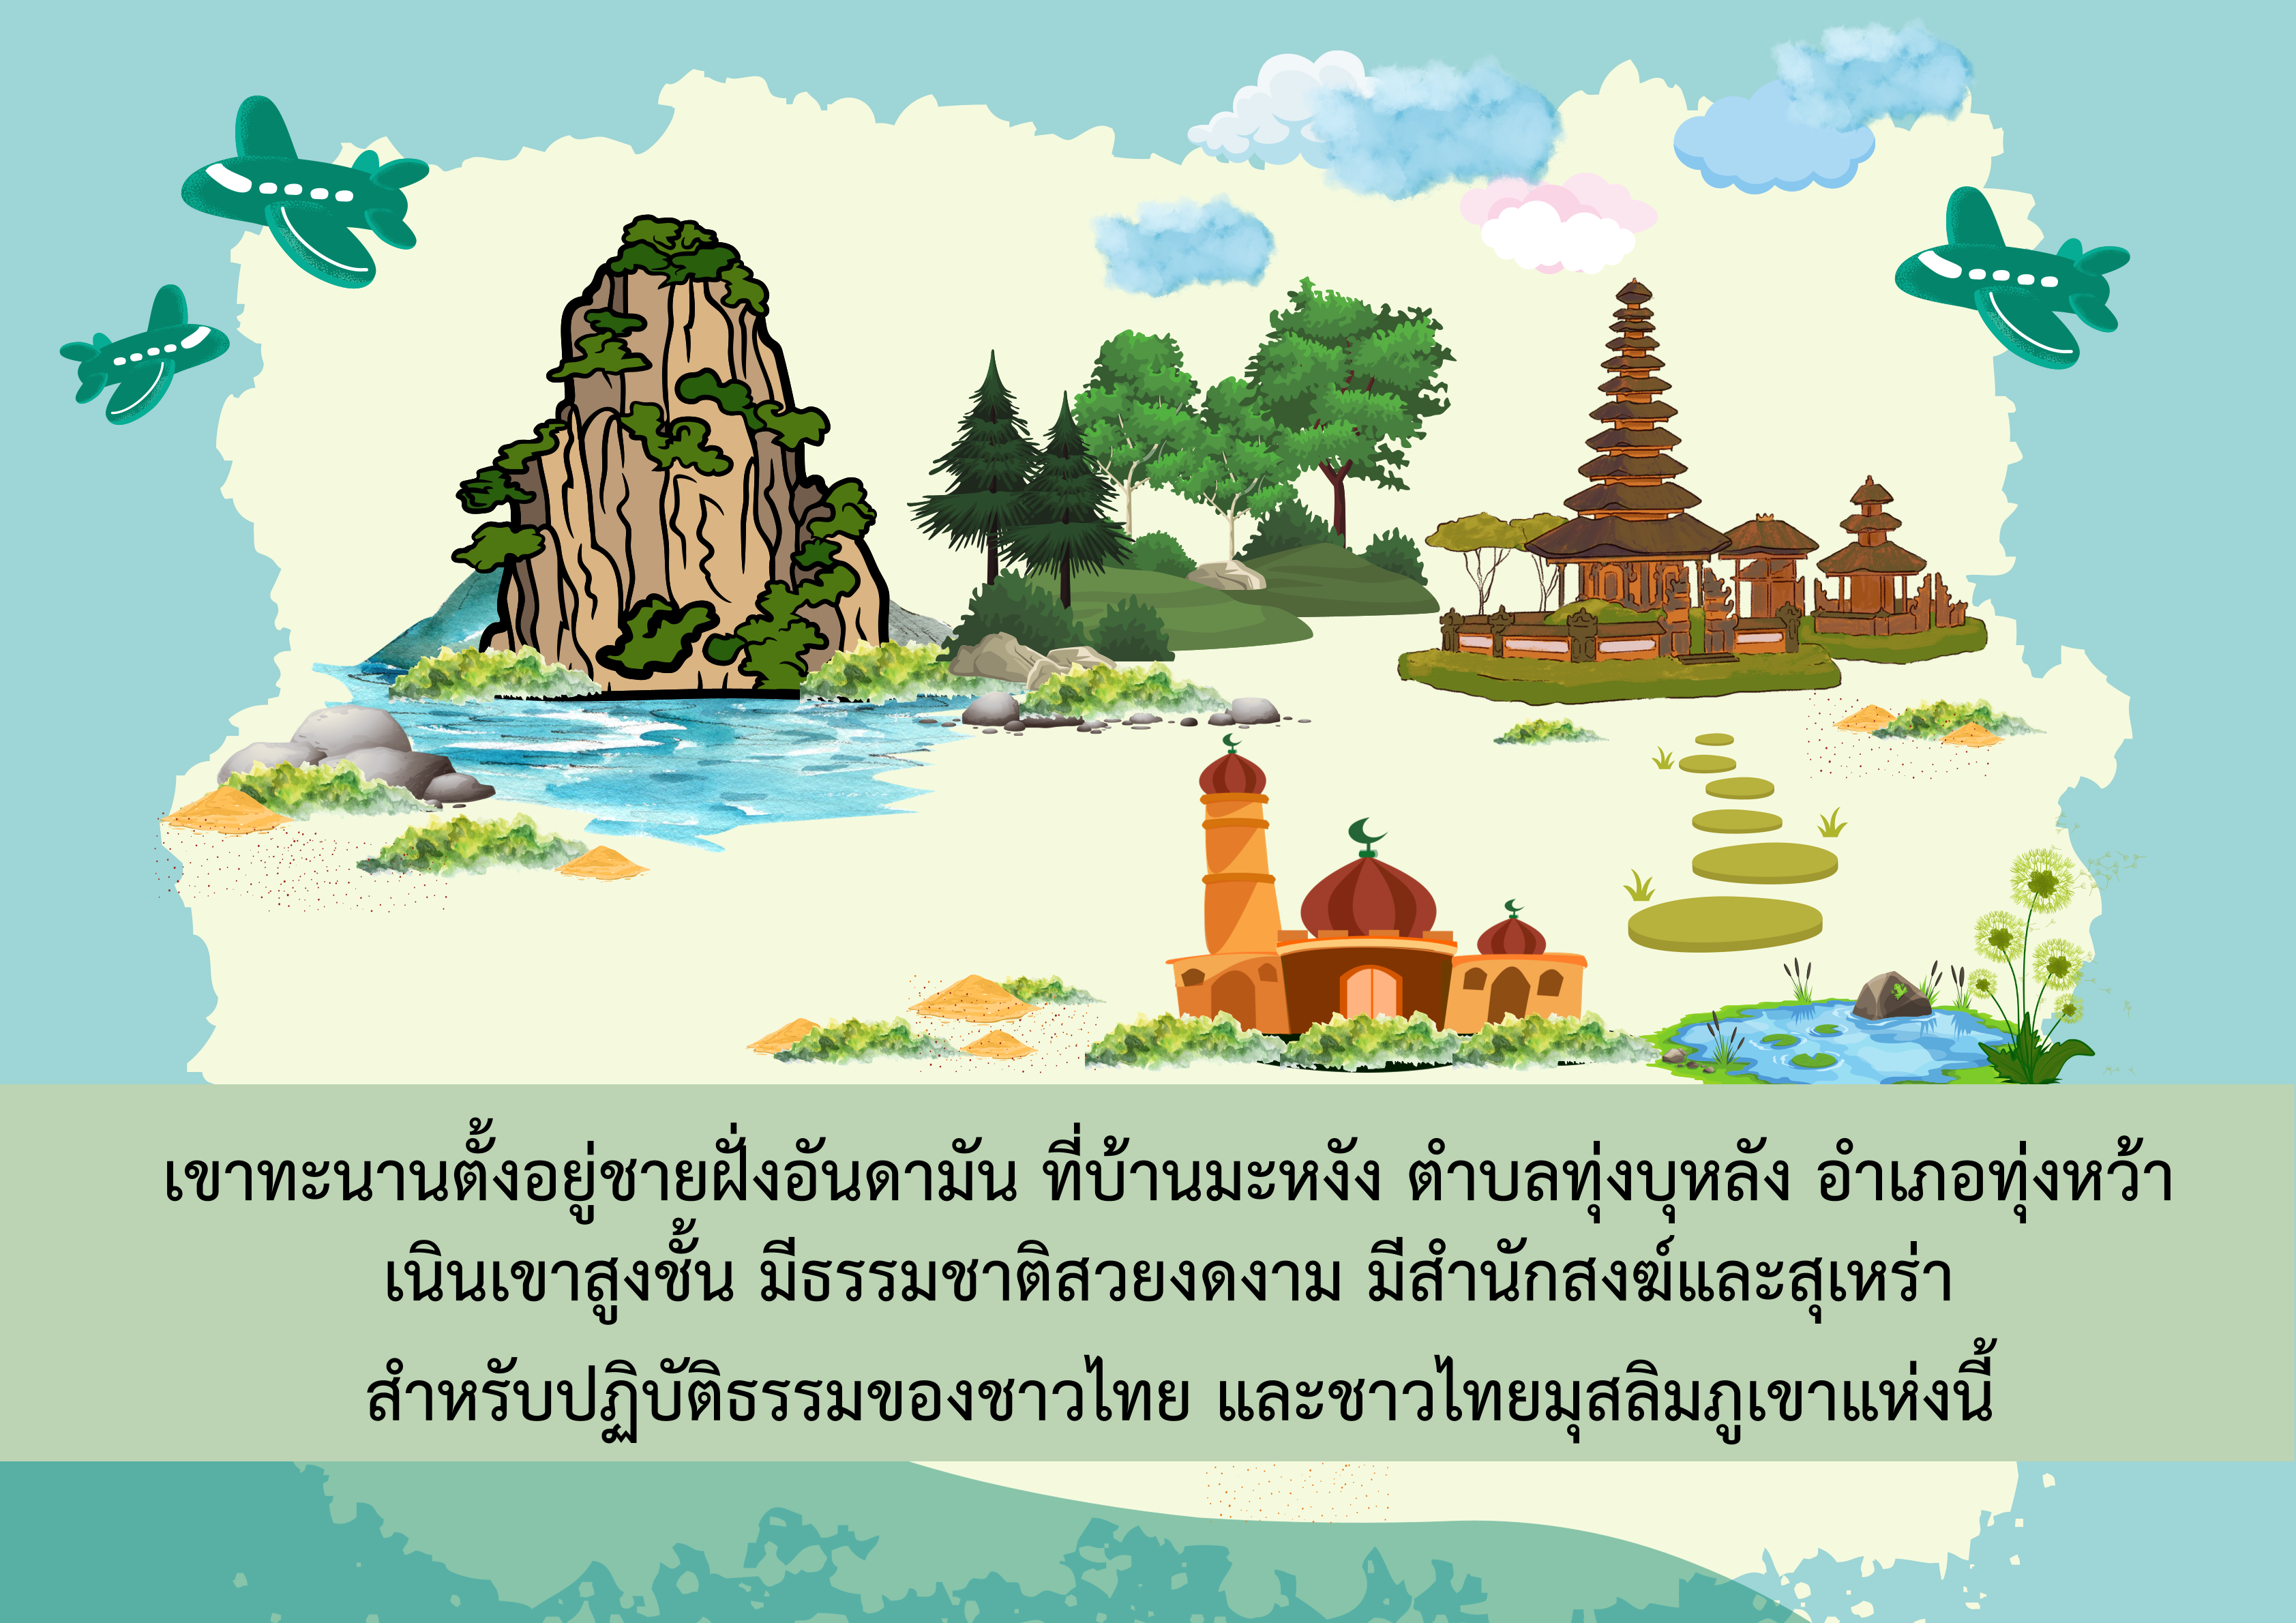 เขาทะนานตั้งอยู่ชายฝั่งอันดามัน ที่บ้านมะหงัง ตำบลทุ่งบุหลัง อำเภอทุ่งหว้า
เนินเขาสูงชั้น มีธรรมชาติสวยงดงาม มีสำนักสงฆ์และสุเหร่า
สำหรับปฏิบัติธรรมของชาวไทย และชาวไทยมุสลิมภูเขาแห่งนี้